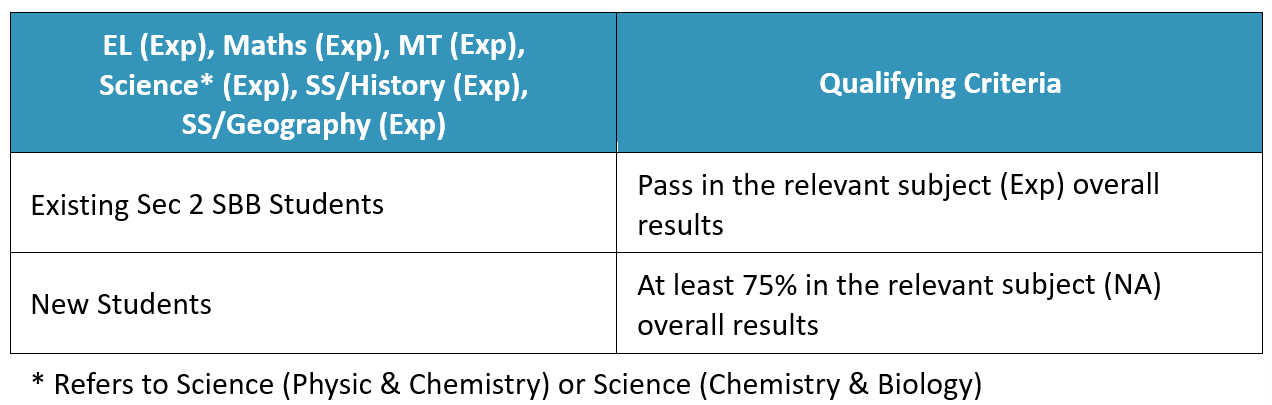 EL (Exp), Maths (Exp), MT (Exp),
Science* (Exp), SS/History (Exp),
SS/Geography (Exp)
Qualifying Criteria
Existing Sec 2 SBB Students
Pass in the relevant subject (Exp) overall
results
New Students
At least 75% in the relevant subject (NA)
overall results
* Refers to Science (Physic & Chemistry) or Science (Chemistry & Biology)